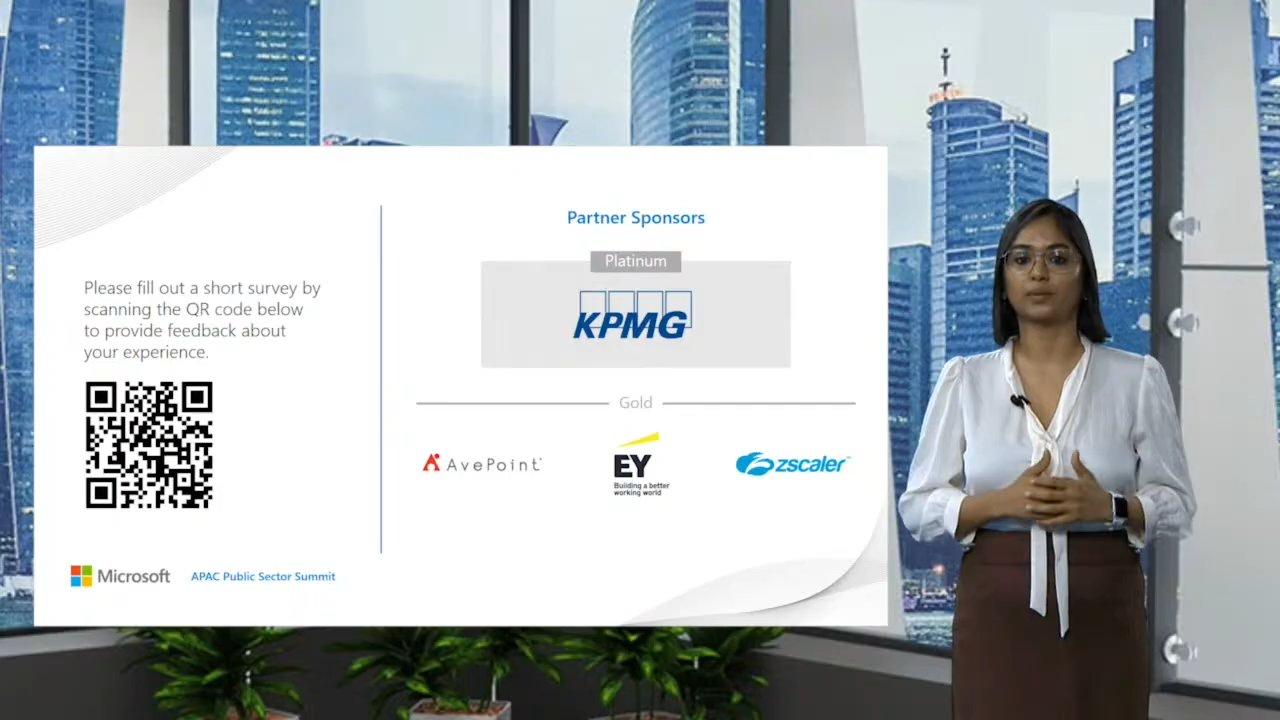 Please fill out a short survey by
scanning the QR code below
to provide feedback about
your experience.
Microsoft
APAC Public Sector Summit
Partner Sponsors
Platinum
KPMG
Gold
AvePoint
EY
Building a better
working world
zscaler